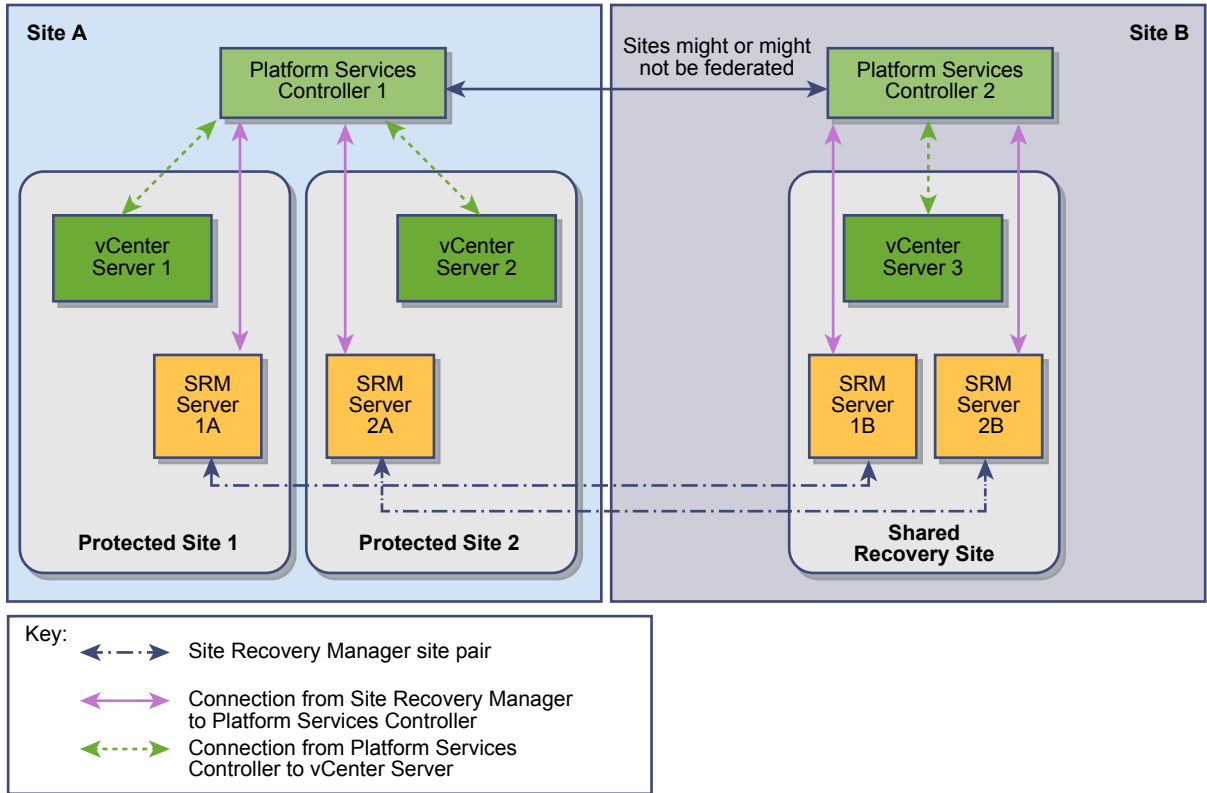 Site A
Site B
Sites might or might
not be federated
Platform Services
Controller 1
Platform Services
Controller 2
vCenter
Server 1
vCenter
Server 2
vCenter
Server 3
SRM
Server
1A
SRM
Server
2A
SRM
Server
1B
SRM
Server
2B
Protected Site 1
Protected Site 2
Shared
Recovery Site
Key:
Site Recovery Manager site pair
Connection from Site Recovery Manager
to Platform Services Controller
Connection from Platform Services
Controller to vCenter Server